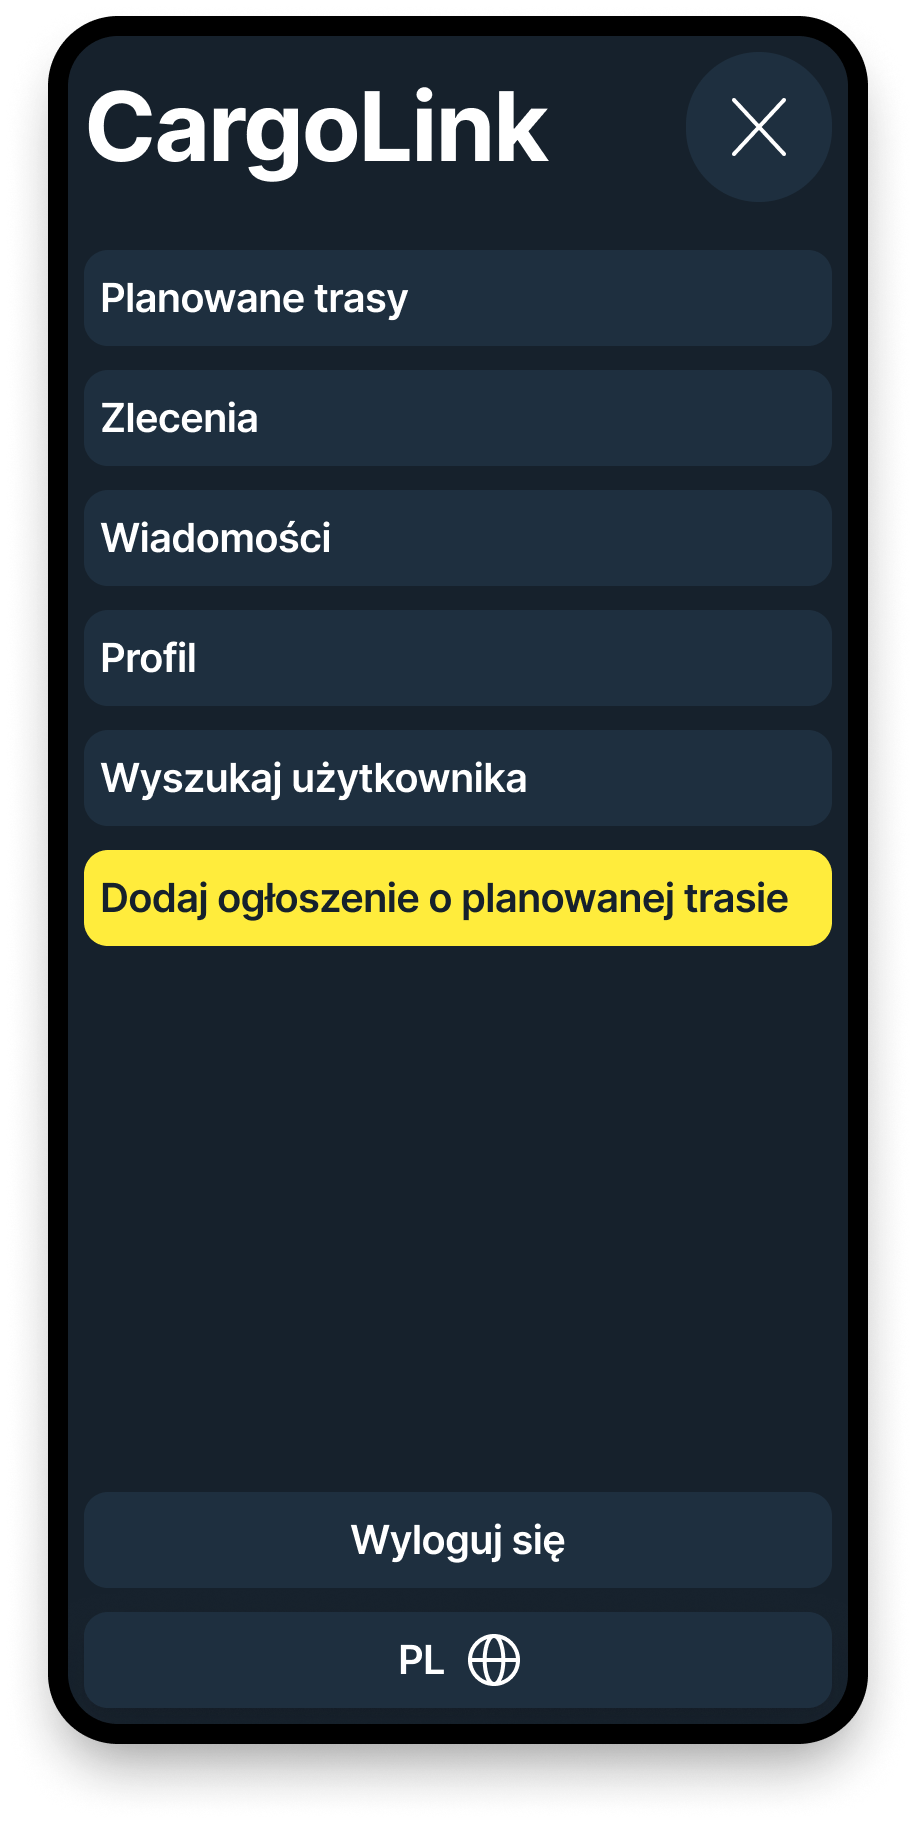 CargoLink
Planowane trasy
Zlecenia
Wiadomości
Profil
Wyszukaj użytkownika
Dodaj ogłoszenie o planowanej trasie
Wyloguj się
PL